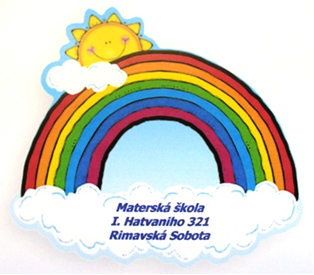 Materská škola
I. Hatvaniho 321
Rimavská Sobota